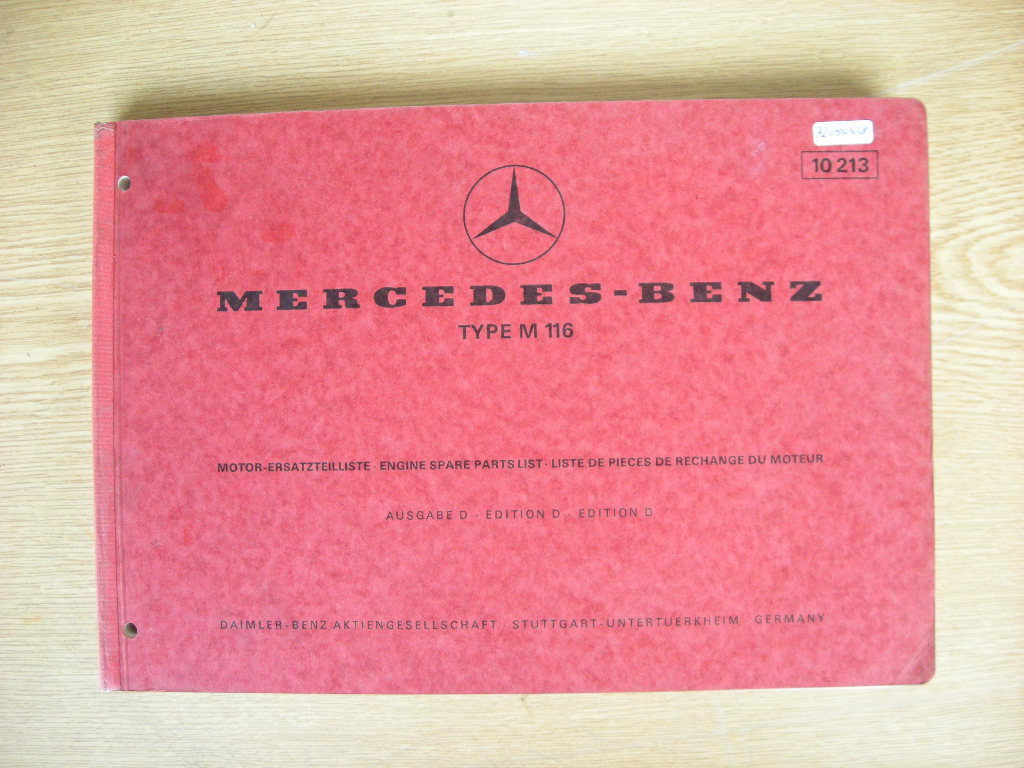 10 213
MERCEDES-BENZ
TYPE M 116
MOTOR-ERSATZTEILLISTE · ENGINE SPARE PARTS LIST · LISTE DE PIECES DE RECHANGE DU MOTEUR
AUSGABE D · EDITION D · EDITION D
DAIMLER-BENZ AKTIENGESELLSCHAFT · STUTTGART-UNTERTUERKHEIM GERMANY